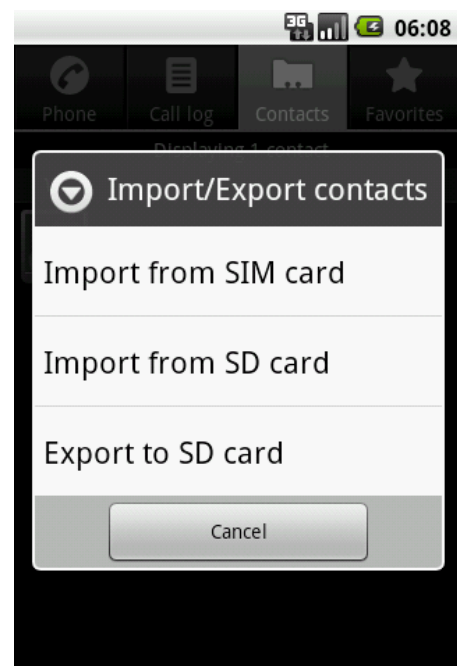 3G 06:08
Phone Call log Contacts Favorites
Displaying 1 contact
Import/Export contacts
Import from SIM card
Import from SD card
Export to SD card
Cancel